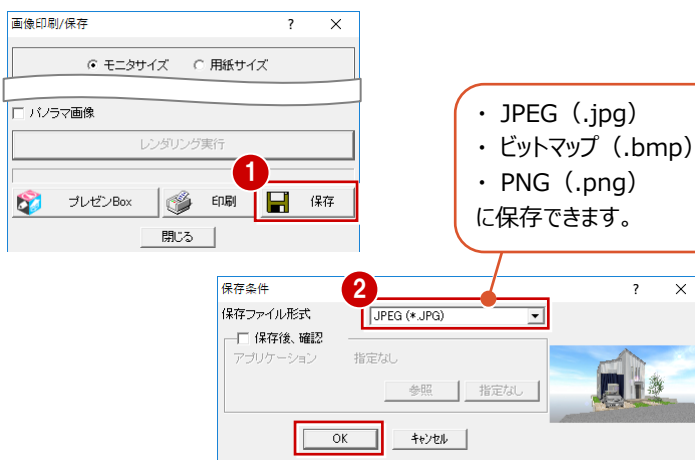 画像印刷/保存 ? ×
モニタサイズ 用紙サイズ
パノラマ画像
レンダリング実行
1
プレゼンBox 印刷 保存
閉じる
・ JPEG（.jpg）
・ ビットマップ（.bmp）
・ PNG（.png）
に保存できます。
2
保存条件 ? ×
保存ファイル形式 JPEG (*.JPG)
保存後、確認
アプリケーション 指定なし
参照 指定なし
OK キャンセル